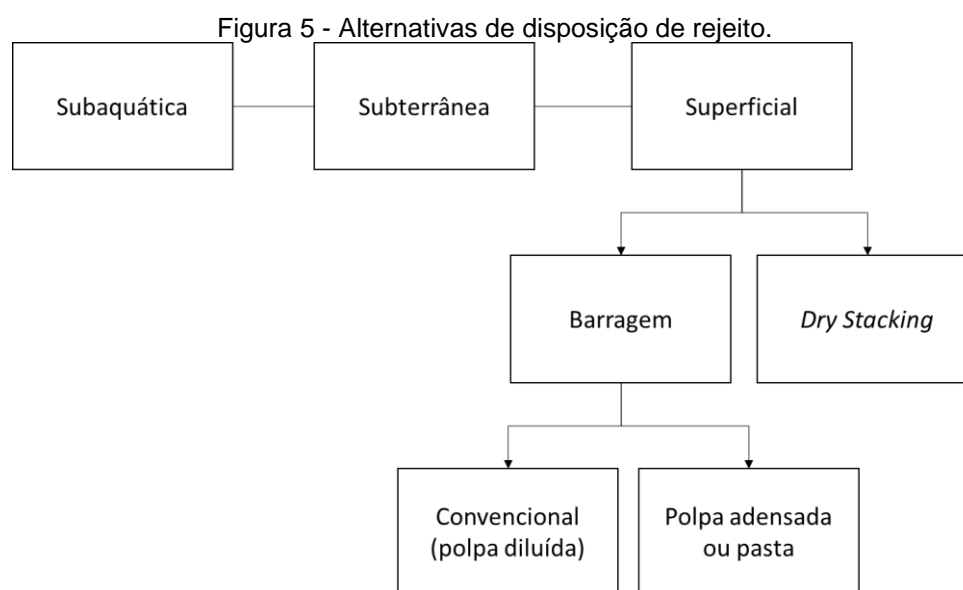 Figura 5 - Alternativas de disposição de rejeito.
Subaquática
Subterrânea
Superficial
Barragem
Dry Stacking
Convencional
(polpa diluída)
Polpa adensada
ou pasta